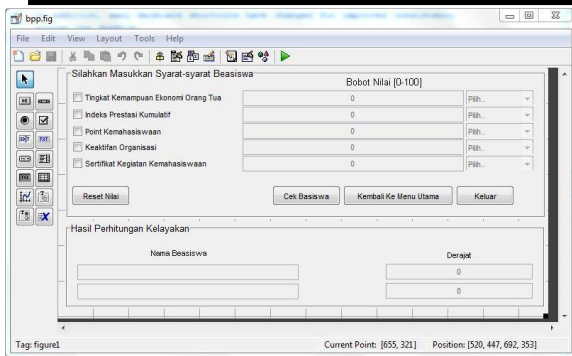 bpp.fig
File Edit View Layout Tools Help
Silahkan Masukkan Syarat-syarat Beasiswa
Bobot Nilai [0-100]
Tingkat Kemampuan Ekonomi Orang Tua 0 Pilih..
Indeks Prestasi Kumulatif 0 Pilih..
Point Kemahasiswaan 0 Pilih..
Keaktifan Organisasi 0 Pilih..
Sertifikat Kegiatan Kemahasiswaan 0 Pilih..
Reset Nilai Cek Basiswa Kembali Ke Menu Utama Keluar
Hasil Perhitungan Kelayakan
Nama Beasiswa Derajat
0
0
Tag: figure1 Current Point: [655, 321] Position: [520, 447, 692, 353]